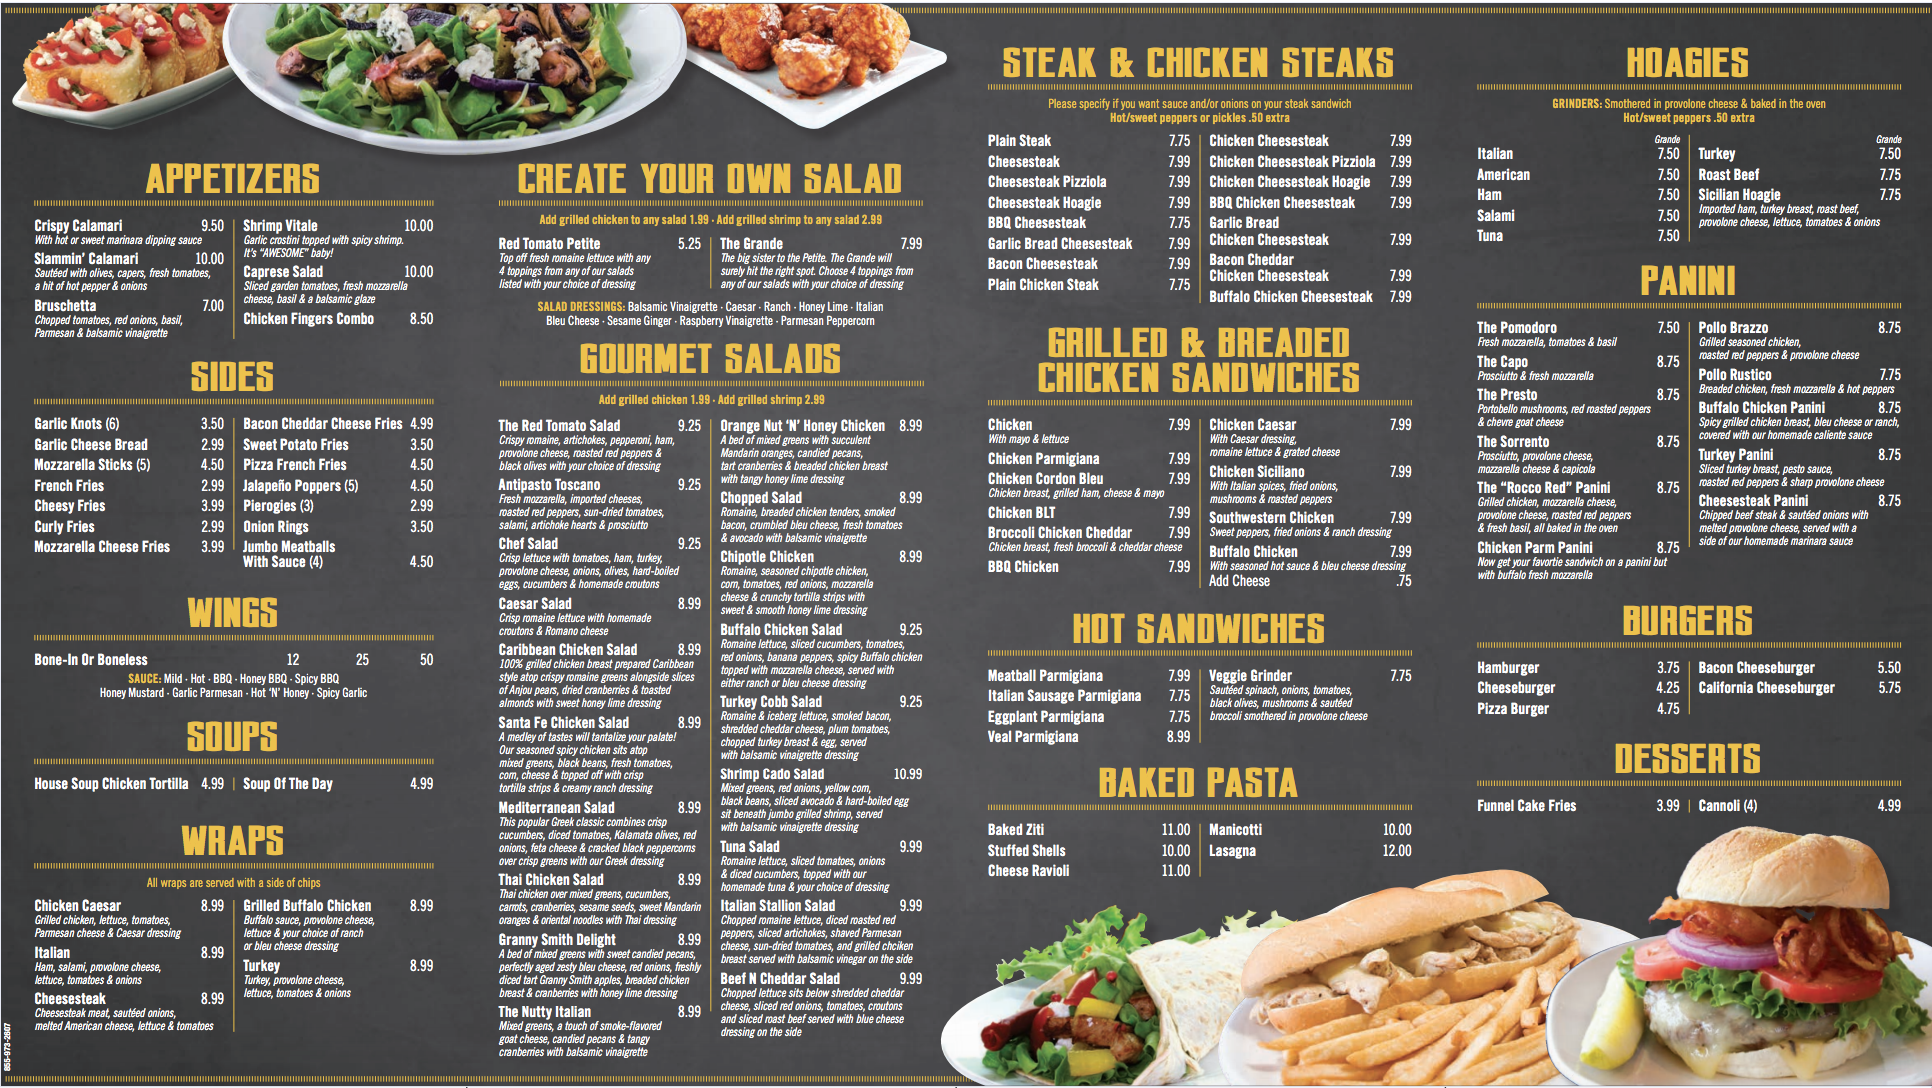 APPETIZERS
Crispy Calamari 9.50
With hot or sweet marinara dipping sauce
Slammin' Calamari 10.00
Sautéed with olives, capers, fresh tomatoes,
a hit of hot pepper & onions
Bruschetta 7.00
Chopped tomatoes, red onions, basil,
Parmesan & balsamic vinaigrette
Shrimp Vitale 10.00
Garlic crostini topped with spicy shrimp.
It's "AWESOME" baby!
Caprese Salad 10.00
Sliced garden tomatoes, fresh mozzarella
cheese, basil & a balsamic glaze
Chicken Fingers Combo 8.50
SIDES
Garlic Knots (6) 3.50
Garlic Cheese Bread 2.99
Mozzarella Sticks (5) 4.50
French Fries 2.99
Cheesy Fries 3.99
Curly Fries 2.99
Mozzarella Cheese Fries 3.99
Bacon Cheddar Cheese Fries 4.99
Sweet Potato Fries 3.50
Pizza French Fries 4.50
Jalapeño Poppers (5) 4.50
Pierogies (3) 2.99
Onion Rings 3.50
Jumbo Meatballs
With Sauce (4) 4.50
WINGS
Bone-In Or Boneless 12 25 50
SAUCE: Mild · Hot · BBQ · Honey BBQ · Spicy BBQ
Honey Mustard · Garlic Parmesan · Hot 'N' Honey · Spicy Garlic
SOUPS
House Soup Chicken Tortilla 4.99
Soup Of The Day 4.99
WRAPS
All wraps are served with a side of chips
Chicken Caesar 8.99
Grilled chicken, lettuce, tomatoes,
Parmesan cheese & Caesar dressing
Italian 8.99
Ham, salami, provolone cheese,
lettuce, tomatoes & onions
Cheesesteak 8.99
Cheesesteak meat, sautéed onions,
melted American cheese, lettuce & tomatoes
Grilled Buffalo Chicken 8.99
Buffalo sauce, provolone cheese,
lettuce & your choice of ranch
or bleu cheese dressing
Turkey 8.99
Turkey, provolone cheese,
lettuce, tomatoes & onions
855-973-2607
CREATE YOUR OWN SALAD
Add grilled chicken to any salad 1.99 · Add grilled shrimp to any salad 2.99
Red Tomato Petite 5.25
Top off fresh romaine lettuce with any
4 toppings from any of our salads
listed with your choice of dressing
The Grande 7.99
The big sister to the Petite. The Grande will
surely hit the right spot. Choose 4 toppings from
any of our salads with your choice of dressing
SALAD DRESSINGS: Balsamic Vinaigrette · Caesar · Ranch · Honey Lime · Italian
Bleu Cheese · Sesame Ginger · Raspberry Vinaigrette · Parmesan Peppercorn
GOURMET SALADS
Add grilled chicken 1.99 · Add grilled shrimp 2.99
The Red Tomato Salad 9.25
Crispy romaine, artichokes, pepperoni, ham,
provolone cheese, roasted red peppers &
black olives with your choice of dressing
Antipasto Toscano 9.25
Fresh mozzarella, imported cheeses,
roasted red peppers, sun-dried tomatoes,
salami, artichoke hearts & prosciutto
Chef Salad 9.25
Crisp lettuce with tomatoes, ham, turkey,
provolone cheese, onions, olives, hard-boiled
eggs, cucumbers & homemade croutons
Caesar Salad 8.99
Crisp romaine lettuce with homemade
croutons & Romano cheese
Caribbean Chicken Salad 8.99
100% grilled chicken breast prepared Caribbean
style atop crispy romaine greens alongside slices
of Anjou pears, dried cranberries & toasted
almonds with sweet honey lime dressing
Santa Fe Chicken Salad 8.99
A medley of tastes will tantalize your palate!
Our seasoned spicy chicken sits atop
mixed greens, black beans, fresh tomatoes,
corn, cheese & topped off with crisp
tortilla strips & creamy ranch dressing
Mediterranean Salad 8.99
This popular Greek classic combines crisp
cucumbers, diced tomatoes, Kalamata olives, red
onions, feta cheese & cracked black peppercorns
over crisp greens with our Greek dressing
Thai Chicken Salad 8.99
Thai chicken over mixed greens, cucumbers,
carrots, cranberries, sesame seeds, sweet Mandarin
oranges & oriental noodles with Thai dressing
Granny Smith Delight 8.99
A bed of mixed greens with sweet candied pecans,
perfectly aged zesty bleu cheese, red onions, freshly
diced tart Granny Smith apples, breaded chicken
breast & cranberries with honey lime dressing
The Nutty Italian 8.99
Mixed greens, a touch of smoke-flavored
goat cheese, candied pecans & tangy
cranberries with balsamic vinaigrette
Orange Nut 'N' Honey Chicken 8.99
A bed of mixed greens with succulent
Mandarin oranges, candied pecans,
tart cranberries & breaded chicken breast
with tangy honey lime dressing
Chopped Salad 8.99
Romaine, breaded chicken tenders, smoked
bacon, crumbled bleu cheese, fresh tomatoes
& avocado with balsamic vinaigrette
Chipotle Chicken 8.99
Romaine, seasoned chipotle chicken,
corn, tomatoes, red onions, mozzarella
cheese & crunchy tortilla strips with
sweet & smooth honey lime dressing
Buffalo Chicken Salad 9.25
Romaine lettuce, sliced cucumbers, tomatoes,
red onions, banana peppers, spicy Buffalo chicken
topped with mozzarella cheese, served with
either ranch or bleu cheese dressing
Turkey Cobb Salad 9.25
Romaine & iceberg lettuce, smoked bacon,
shredded cheddar cheese, plum tomatoes,
chopped turkey breast & egg, served
with balsamic vinaigrette dressing
Shrimp Cado Salad 10.99
Mixed greens, red onions, yellow corn,
black beans, sliced avocado & hard-boiled egg
sit beneath jumbo grilled shrimp, served
with balsamic vinaigrette dressing
Tuna Salad 9.99
Romaine lettuce, sliced tomatoes, onions
& diced cucumbers, topped with our
homemade tuna & your choice of dressing
Italian Stallion Salad 9.99
Chopped romaine lettuce, diced roasted red
peppers, sliced artichokes, shaved Parmesan
cheese, sun-dried tomatoes, and grilled chciken
breast served with balsamic vinegar on the side
Beef N Cheddar Salad 9.99
Chopped lettuce sits below shredded cheddar
cheese, sliced red onions, tomatoes, croutons
and sliced roast beef served with blue cheese
dressing on the side
STEAK & CHICKEN STEAKS
Please specify if you want sauce and/or onions on your steak sandwich
Hot/sweet peppers or pickles .50 extra
Plain Steak 7.75
Cheesesteak 7.99
Cheesesteak Pizziola 7.99
Cheesesteak Hoagie 7.99
BBQ Cheesesteak 7.75
Garlic Bread Cheesesteak 7.99
Bacon Cheesesteak 7.99
Plain Chicken Steak 7.75
Chicken Cheesesteak 7.99
Chicken Cheesesteak Pizziola 7.99
Chicken Cheesesteak Hoagie 7.99
BBQ Chicken Cheesesteak 7.99
Garlic Bread
Chicken Cheesesteak 7.99
Bacon Cheddar
Chicken Cheesesteak 7.99
Buffalo Chicken Cheesesteak 7.99
GRILLED & BREADED
CHICKEN SANDWICHES
Chicken 7.99
With mayo & lettuce
Chicken Parmigiana 7.99
Chicken Cordon Bleu 7.99
Chicken breast, grilled ham, cheese & mayo
Chicken BLT 7.99
Broccoli Chicken Cheddar 7.99
Chicken breast, fresh broccoli & cheddar cheese
BBQ Chicken 7.99
Chicken Caesar 7.99
With Caesar dressing,
romaine lettuce & grated cheese
Chicken Siciliano 7.99
With Italian spices, fried onions,
mushrooms & roasted peppers
Southwestern Chicken 7.99
Sweet peppers, fried onions & ranch dressing
Buffalo Chicken 7.99
With seasoned hot sauce & bleu cheese dressing
Add Cheese .75
HOT SANDWICHES
Meatball Parmigiana 7.99
Italian Sausage Parmigiana 7.75
Eggplant Parmigiana 7.75
Veal Parmigiana 8.99
Veggie Grinder 7.75
Sautéed spinach, onions, tomatoes,
black olives, mushrooms & sautéed
broccoli smothered in provolone cheese
BAKED PASTA
Baked Ziti 11.00
Stuffed Shells 10.00
Cheese Ravioli 11.00
Manicotti 10.00
Lasagna 12.00
HOAGIES
GRINDERS: Smothered in provolone cheese & baked in the oven
Hot/sweet peppers .50 extra
Grande
Italian 7.50
American 7.50
Ham 7.50
Salami 7.50
Tuna 7.50
Grande
Turkey 7.50
Roast Beef 7.75
Sicilian Hoagie 7.75
Imported ham, turkey breast, roast beef,
provolone cheese, lettuce, tomatoes & onions
PANINI
The Pomodoro 7.50
Fresh mozzarella, tomatoes & basil
The Capo 8.75
Prosciutto & fresh mozzarella
The Presto 8.75
Portobello mushrooms, red roasted peppers
& chevre goat cheese
The Sorrento 8.75
Prosciutto, provolone cheese,
mozzarella cheese & capicola
The "Rocco Red" Panini 8.75
Grilled chicken, mozzarella cheese,
provolone cheese, roasted red peppers
& fresh basil, all baked in the oven
Chicken Parm Panini 8.75
Now get your favortie sandwich on a panini but
with buffalo fresh mozzarella
Pollo Brazzo 8.75
Grilled seasoned chicken,
roasted red peppers & provolone cheese
Pollo Rustico 7.75
Breaded chicken, fresh mozzarella & hot peppers
Buffalo Chicken Panini 8.75
Spicy grilled chicken breast, bleu cheese or ranch,
covered with our homemade caliente sauce
Turkey Panini 8.75
Sliced turkey breast, pesto sauce,
roasted red peppers & sharp provolone cheese
Cheesesteak Panini 8.75
Chipped beef steak & sautéed onions with
melted provolone cheese, served with a
side of our homemade marinara sauce
BURGERS
Hamburger 3.75
Cheeseburger 4.25
Pizza Burger 4.75
Bacon Cheeseburger 5.50
California Cheeseburger 5.75
DESSERTS
Funnel Cake Fries 3.99
Cannoli (4) 4.99